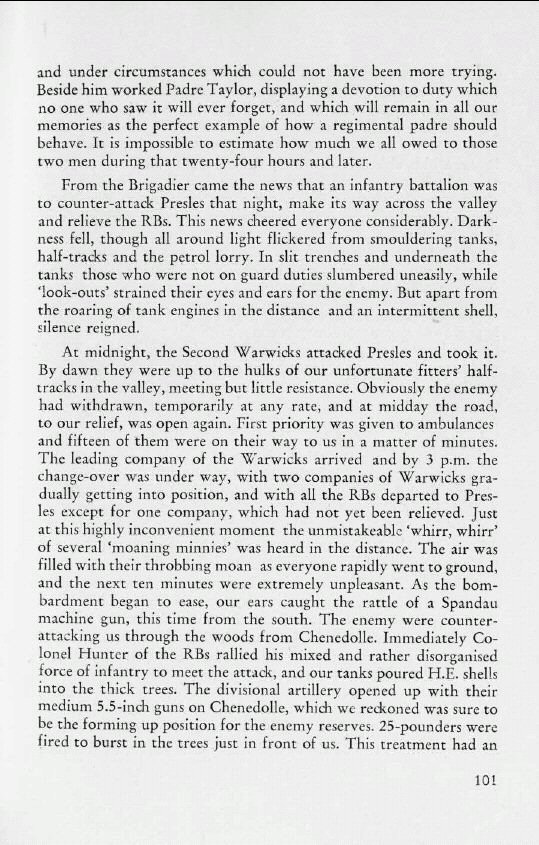 and under circumstances which could not have been more trying.
Beside him worked Padre Taylor, displaying a devotion to duty which
no one who saw it will ever forget, and which will remain in all our
memories as the perfect example of how a regimental padre should
behave. It is impossible to estimate how much we all owed to those
two men during that twenty-four hours and later.
From the Brigadier came the news that an infantry battalion was
to counter-attack Presles that night, make its way across the valley
and relieve the RBs. This news cheered everyone considerably. Dark-
ness fell, though all around light flickered from smouldering tanks,
half-tracks and the petrol lorry. In slit trenches and underneath the
tanks those who were not on guard duties slumbered uneasily, while
'look-outs' strained their eyes and ears for the enemy. But apart from
the roaring of tank engines in the distance and an intermittent shell,
silence reigned.
At midnight, the Second Warwicks attacked Presles and took it.
By dawn they were up to the hulks of our unfortunate fitters' half-
tracks in the valley, meeting but little resistance. Obviously the enemy
had withdrawn, temporarily at any rate, and at midday the road,
to our relief, was open again. First priority was given to ambulances
and fifteen of them were on their way to us in a matter of minutes.
The leading company of the Warwicks arrived and by 3 p.m. the
change-over was under way, with two companies of Warwicks gra-
dually getting into position, and with all the RBs departed to Pres-
les except for one company, which had not yet been relieved. Just
at this highly inconvenient moment the unmistakeable 'whirr, whirr'
of several 'moaning minnies' was heard in the distance. The air was
filled with their throbbing moan as everyone rapidly went to ground,
and the next ten minutes were extremely unpleasant. As the bom-
bardment began to ease, our ears caught the rattle of a Spandau
machine gun, this time from the south. The enemy were counter-
attacking us through the woods from Chenedolle. Immediately Co-
lonel Hunter of the RBs rallied his mixed and rather disorganised
force of infantry to meet the attack, and our tanks poured H.E. shells
into the thick trees. The divisional artillery opened up with their
medium 5.5-inch guns on Chenedolle, which we reckoned was sure to
be the forming up position for the enemy reserves. 25-pounders were
fired to burst in the trees just in front of us. This treatment had an
101